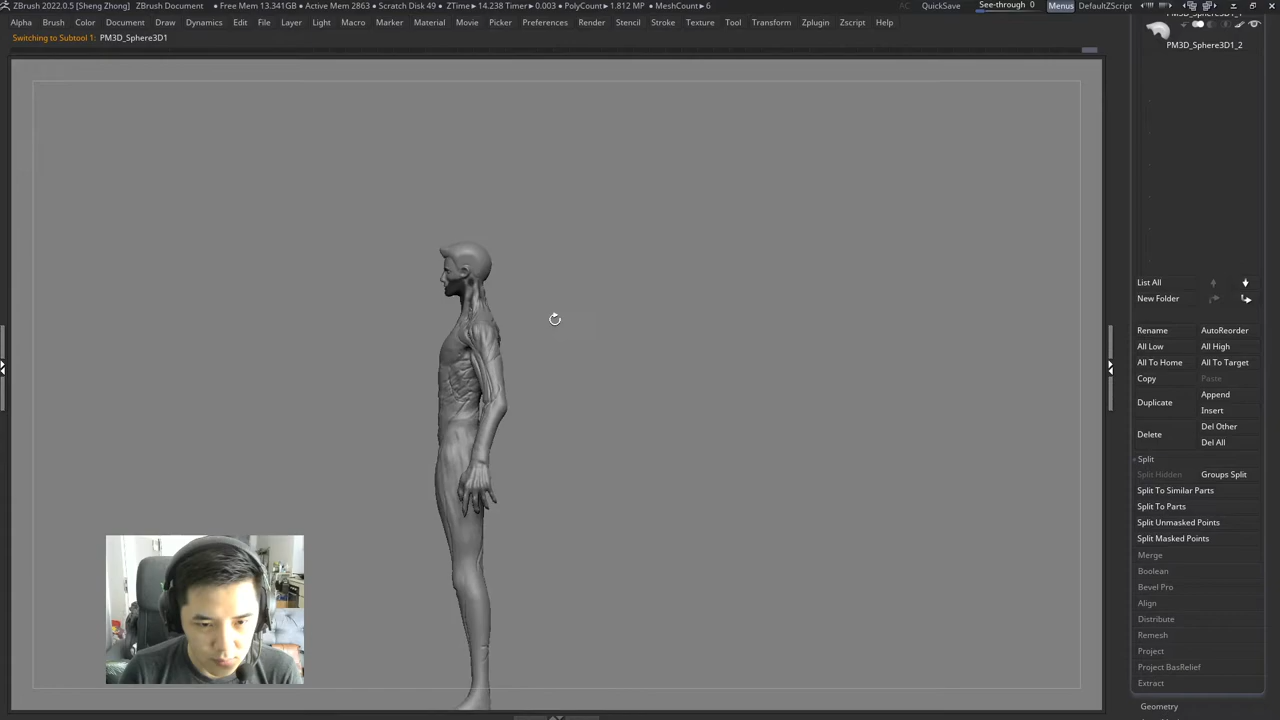 ZBrush 2022.0.5 [Sheng Zhong] ZBrush Document • Free Mem 13.341GB • Active Mem 2863 • Scratch Disk 49 • ZTime▸14.238 Timer▸0.003 • PolyCount▸1.812 MP • MeshCount▸6 AC QuickSave See-through 0 Menus DefaultZScript
Alpha Brush Color Document Draw Dynamics Edit File Layer Light Macro Marker Material Movie Picker Preferences Render Stencil Stroke Texture Tool Transform Zplugin Zscript Help
Switching to Subtool 1: PM3D_Sphere3D1
PM3D_Sphere3D1_2
List All
New Folder
Rename AutoReorder
All Low All High
All To Home All To Target
Copy Paste
Duplicate Append
Insert
Delete Del Other
Del All
Split
Split Hidden Groups Split
Split To Similar Parts
Split To Parts
Split Unmasked Points
Split Masked Points
Merge
Boolean
Bevel Pro
Align
Distribute
Remesh
Project
Project BasRelief
Extract
Geometry